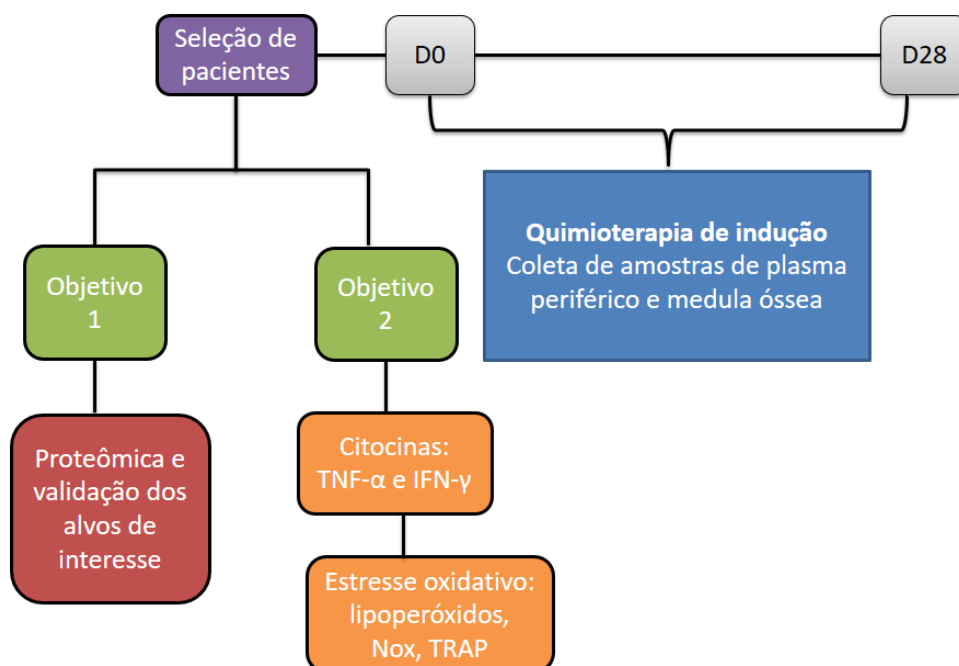 Seleção de
pacientes
D0
D28
Quimioterapia de indução
Coleta de amostras de plasma
periférico e medula óssea
Objetivo
1
Objetivo
2
Proteômica e
validação dos
alvos de
interesse
Citocinas:
TNF-α e IFN-γ
Estresse oxidativo:
lipoperóxidos,
Nox, TRAP